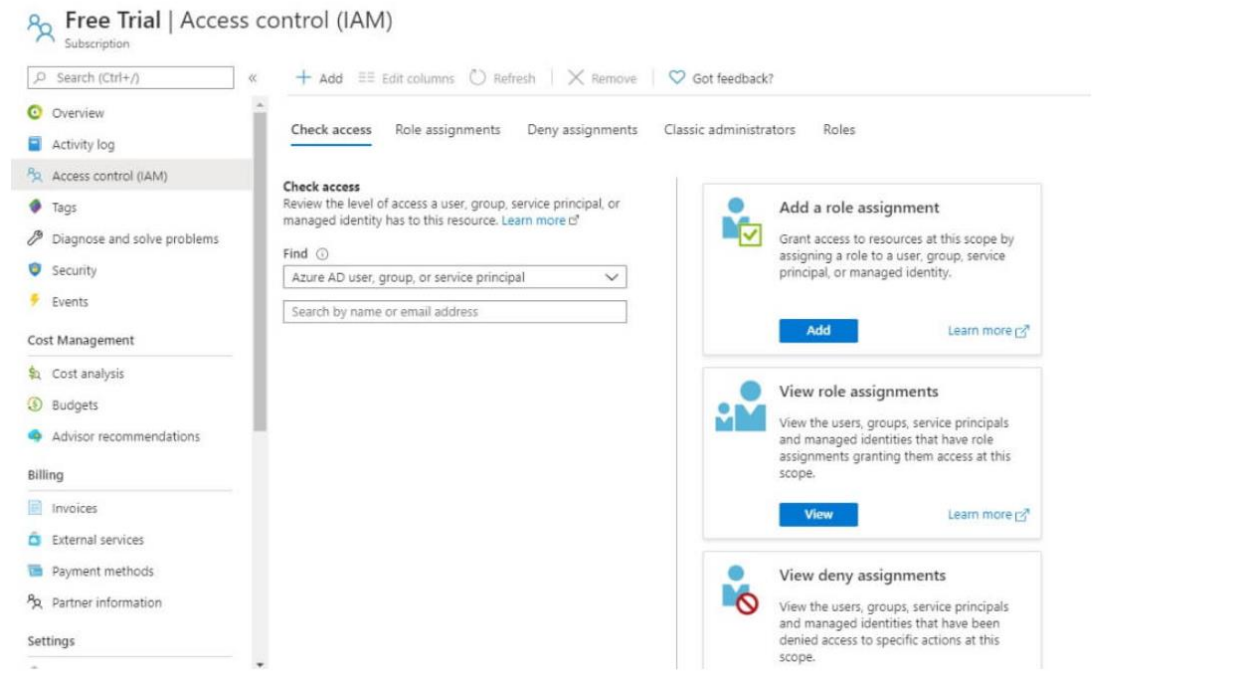 Free Trial | Access control (IAM)
Subscription
Search (Ctrl+/)
«
Add
Edit columns
Refresh
Remove
Got feedback?
Overview
Activity log
Access control (IAM)
Tags
Diagnose and solve problems
Security
Events
Cost Management
Cost analysis
Budgets
Advisor recommendations
Billing
Invoices
External services
Payment methods
Partner information
Settings
Check access
Role assignments
Deny assignments
Classic administrators
Roles
Check access
Review the level of access a user, group, service principal, or
managed identity has to this resource. Learn more
Find
Azure AD user, group, or service principal
Search by name or email address
Add a role assignment
Grant access to resources at this scope by
assigning a role to a user, group, service
principal, or managed identity.
Add
Learn more
View role assignments
View the users, groups, service principals
and managed identities that have role
assignments granting them access at this
scope.
View
Learn more
View deny assignments
View the users, groups, service principals
and managed identities that have been
denied access to specific actions at this
scope.